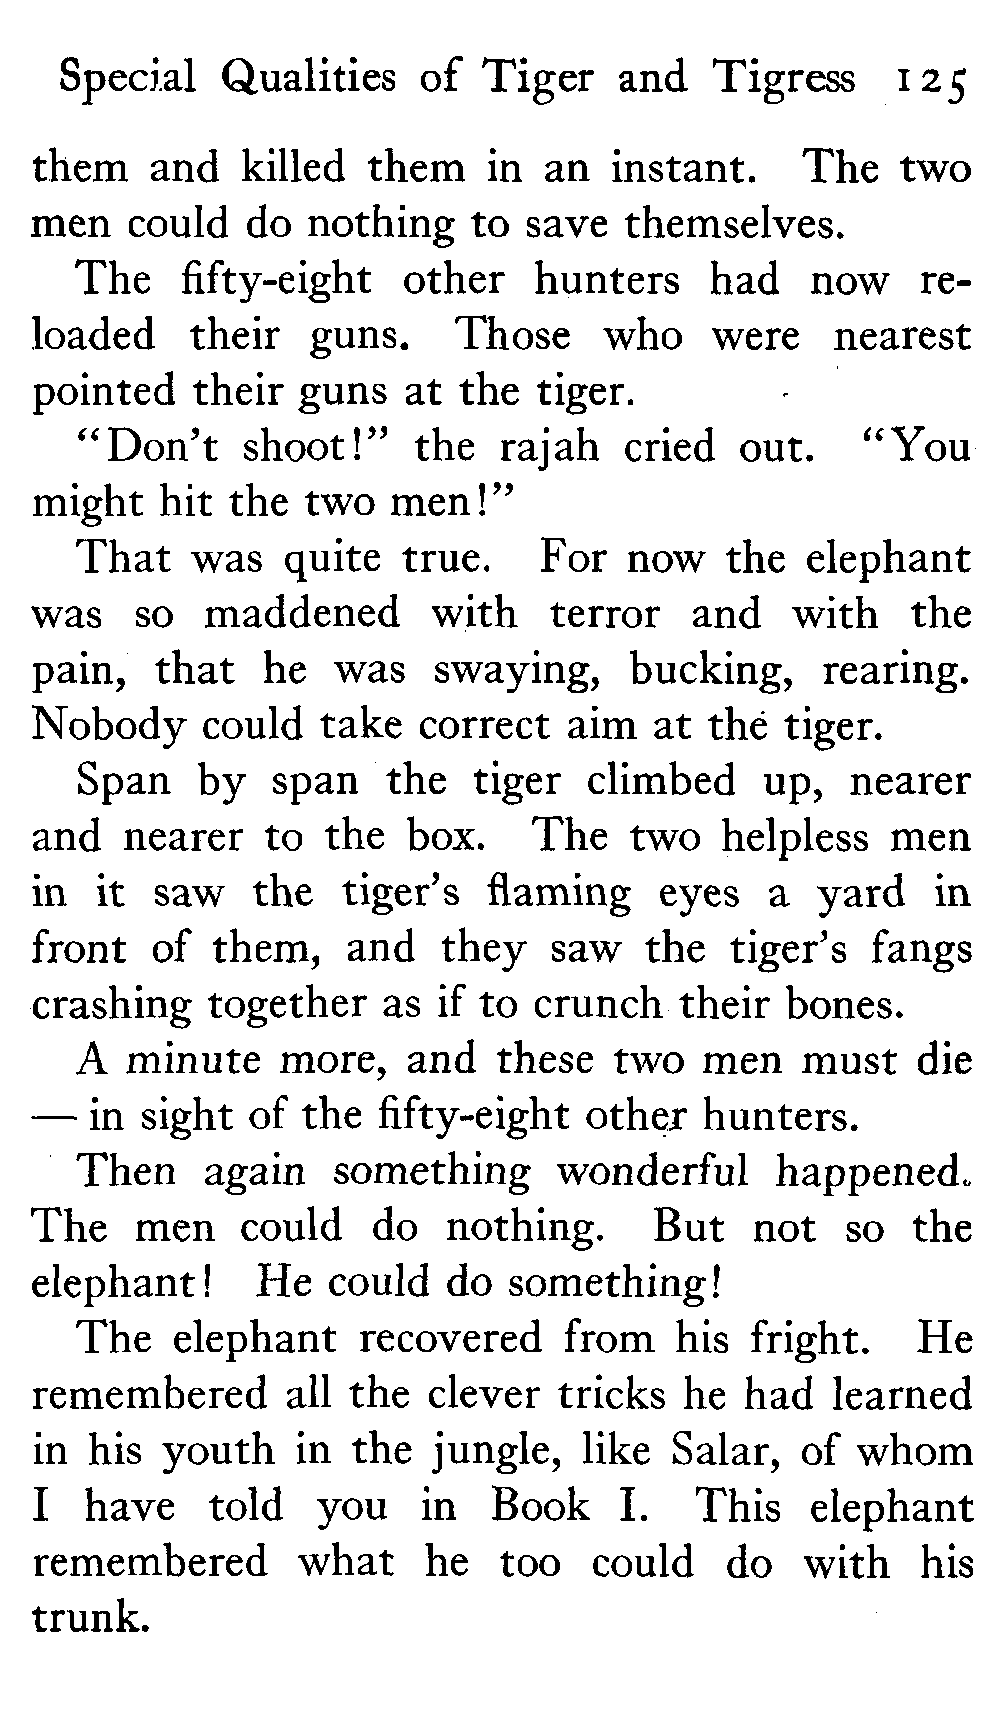 Special Qualities of Tiger and Tigress 125
them and killed them in an instant. The two
men could do nothing to save themselves.
The fifty-eight other hunters had now re-
loaded their guns. Those who were nearest
pointed their guns at the tiger.
“Don’t shoot!” the rajah cried out. “You
might hit the two men!”
That was quite true. For now the elephant
was so maddened with terror and with the
pain, that he was swaying, bucking, rearing.
Nobody could take correct aim at the tiger.
Span by span the tiger climbed up, nearer
and nearer to the box. The two helpless men
in it saw the tiger’s flaming eyes a yard in
front of them, and they saw the tiger’s fangs
crashing together as if to crunch their bones.
A minute more, and these two men must die
— in sight of the fifty-eight other hunters.
Then again something wonderful happened.
The men could do nothing. But not so the
elephant! He could do something!
The elephant recovered from his fright. He
remembered all the clever tricks he had learned
in his youth in the jungle, like Salar, of whom
I have told you in Book I. This elephant
remembered what he too could do with his
trunk.